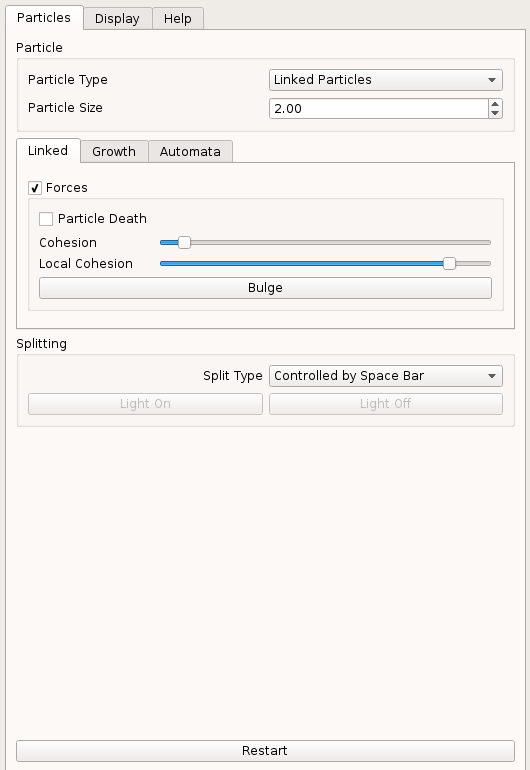 Particles Display Help
Particle
Particle Type Linked Particles
Particle Size 2.00
Linked Growth Automata
Forces
Particle Death
Cohesion
Local Cohesion
Bulge
Splitting
Split Type Controlled by Space Bar
Light On Light Off
Restart